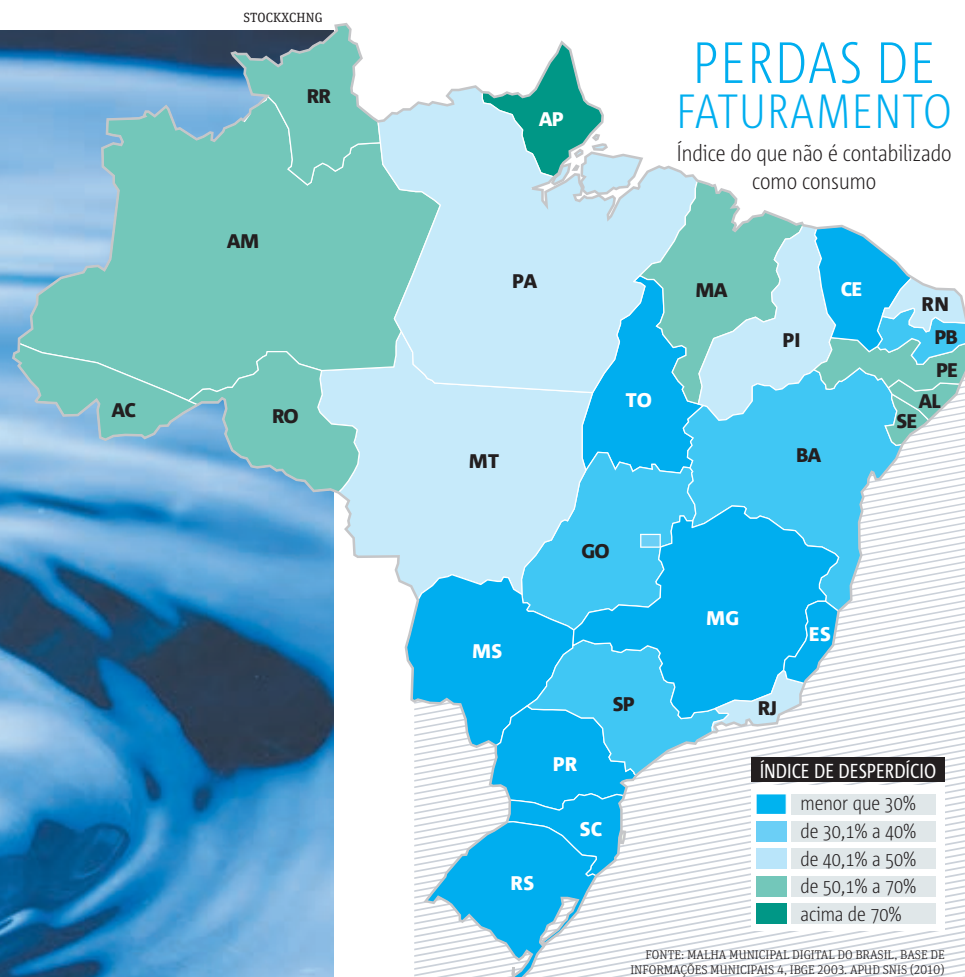 STOCKXCHNG
PERDAS DE
FATURAMENTO
Índice do que não é contabilizado
como consumo
RR
AP
AM
PA
MA
CE
RN
PI
PB
PE
TO
AL
AC
RO
SE
BA
MT
GO
MG
ES
MS
SP
RJ
PR
SC
RS
ÍNDICE DE DESPERDÍCIO
menor que 30%
de 30,1% a 40%
de 40,1% a 50%
de 50,1% a 70%
acima de 70%
FONTE: MALHA MUNICIPAL DIGITAL DO BRASIL, BASE DE
INFORMAÇÕES MUNICIPAIS 4, IBGE 2003. APUD SNIS (2010)